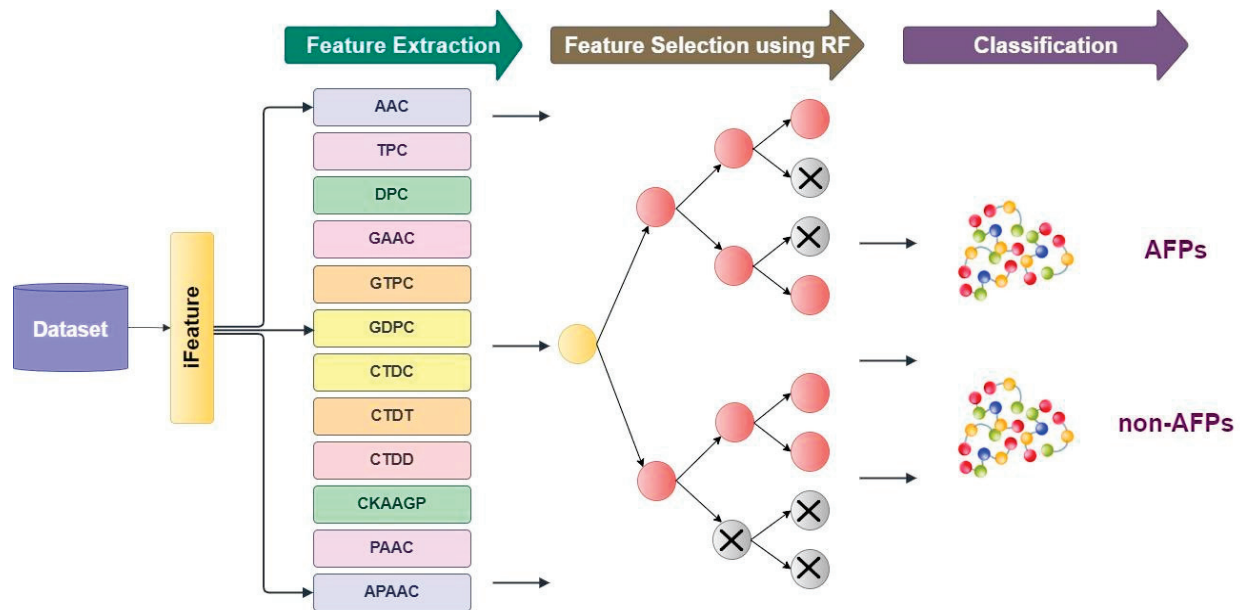 Feature Extraction
Feature Selection using RF
Classification
Dataset
iFeature
AAC
TPC
DPC
GAAC
GTPC
GDPC
CTDC
CTDT
CTDD
CKAAGP
PAAC
APAAC
AFPs
non-AFPs